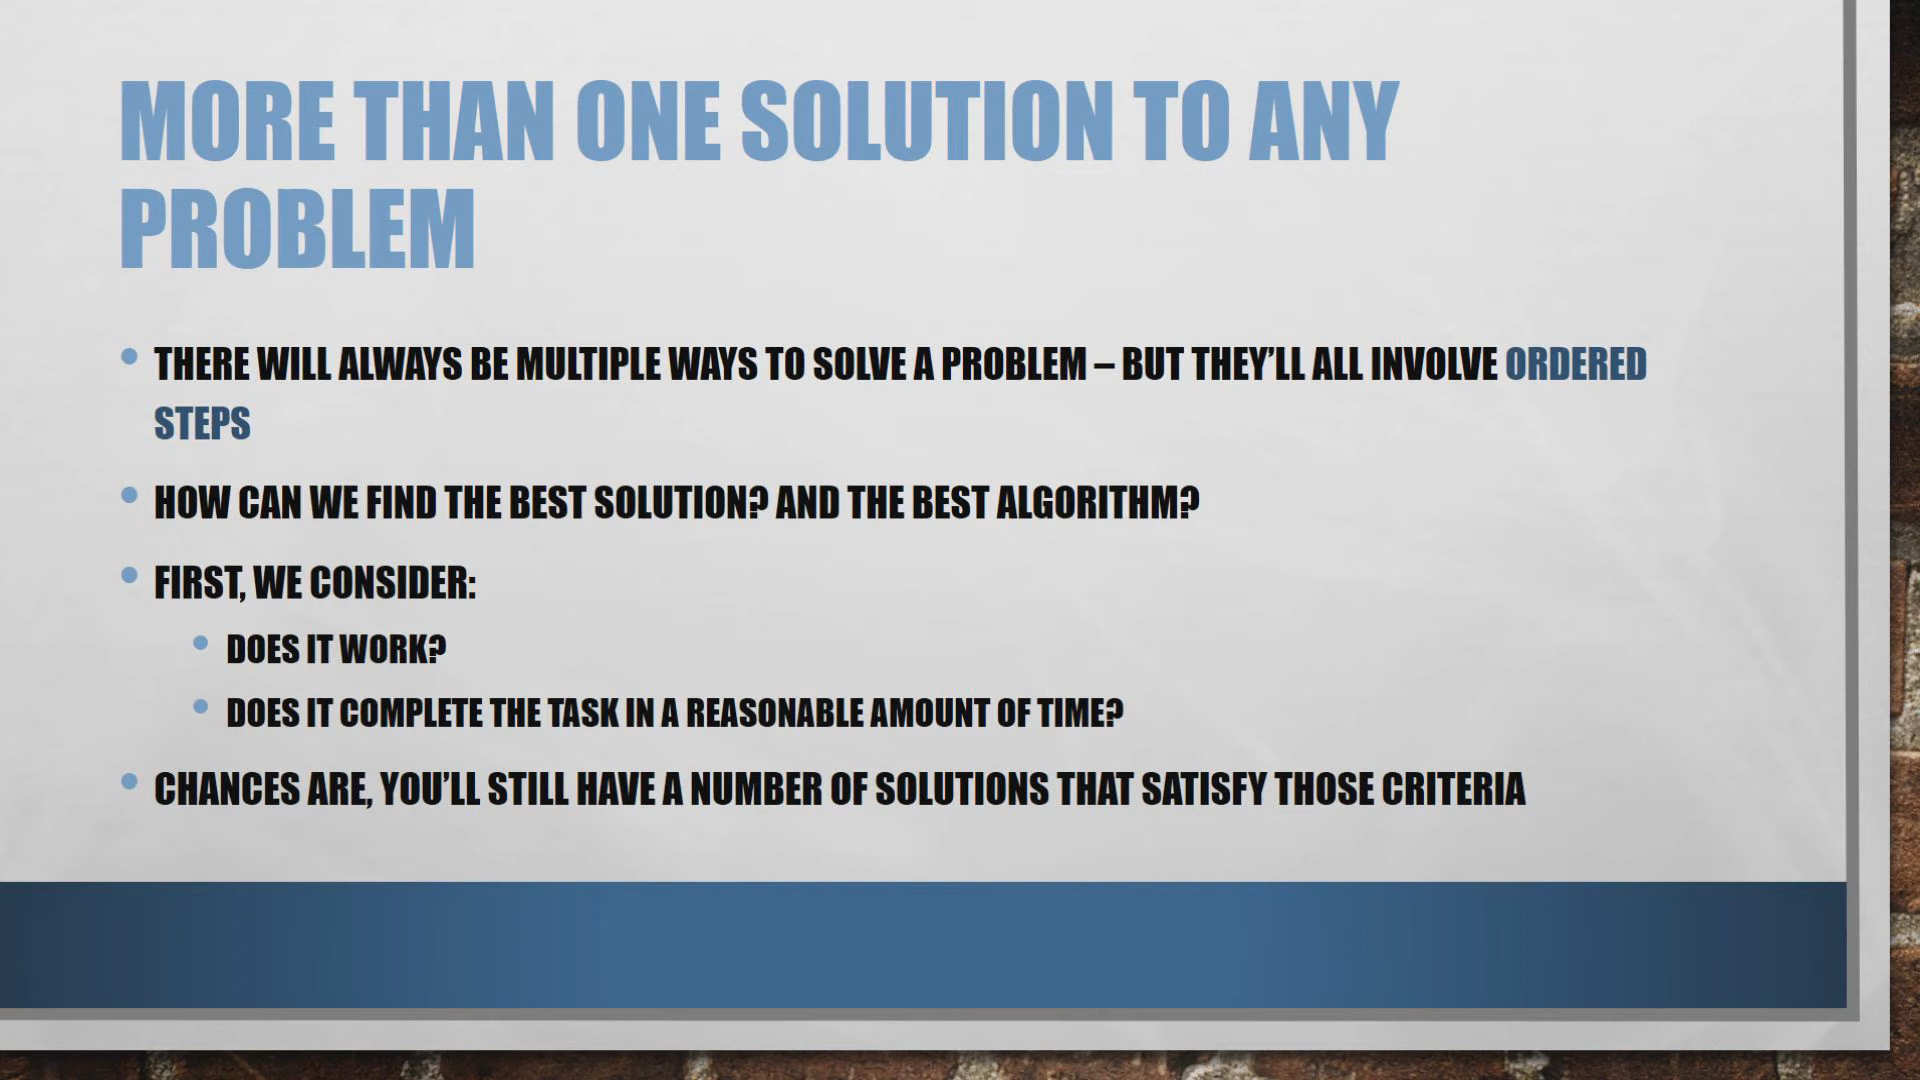 MORE THAN ONE SOLUTION TO ANY
PROBLEM
• THERE WILL ALWAYS BE MULTIPLE WAYS TO SOLVE A PROBLEM – BUT THEY’LL ALL INVOLVE ORDERED
STEPS
• HOW CAN WE FIND THE BEST SOLUTION? AND THE BEST ALGORITHM?
• FIRST, WE CONSIDER:
• DOES IT WORK?
• DOES IT COMPLETE THE TASK IN A REASONABLE AMOUNT OF TIME?
• CHANCES ARE, YOU’LL STILL HAVE A NUMBER OF SOLUTIONS THAT SATISFY THOSE CRITERIA